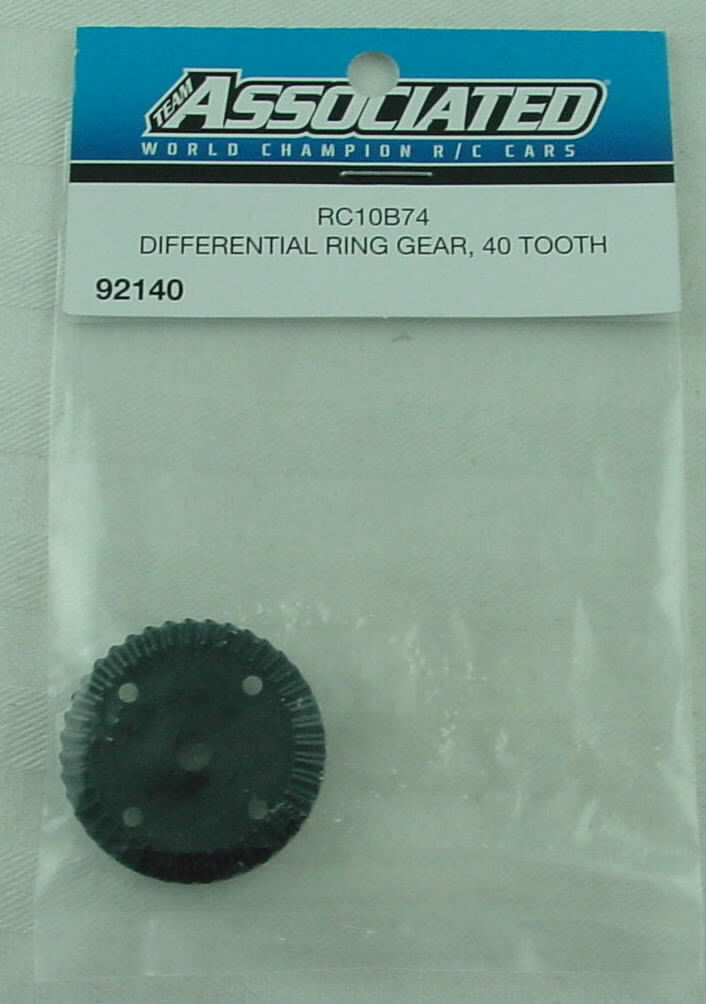 TEAM ASSOCIATED
WORLD CHAMPION R/C CARS
RC10B74
DIFFERENTIAL RING GEAR, 40 TOOTH
92140